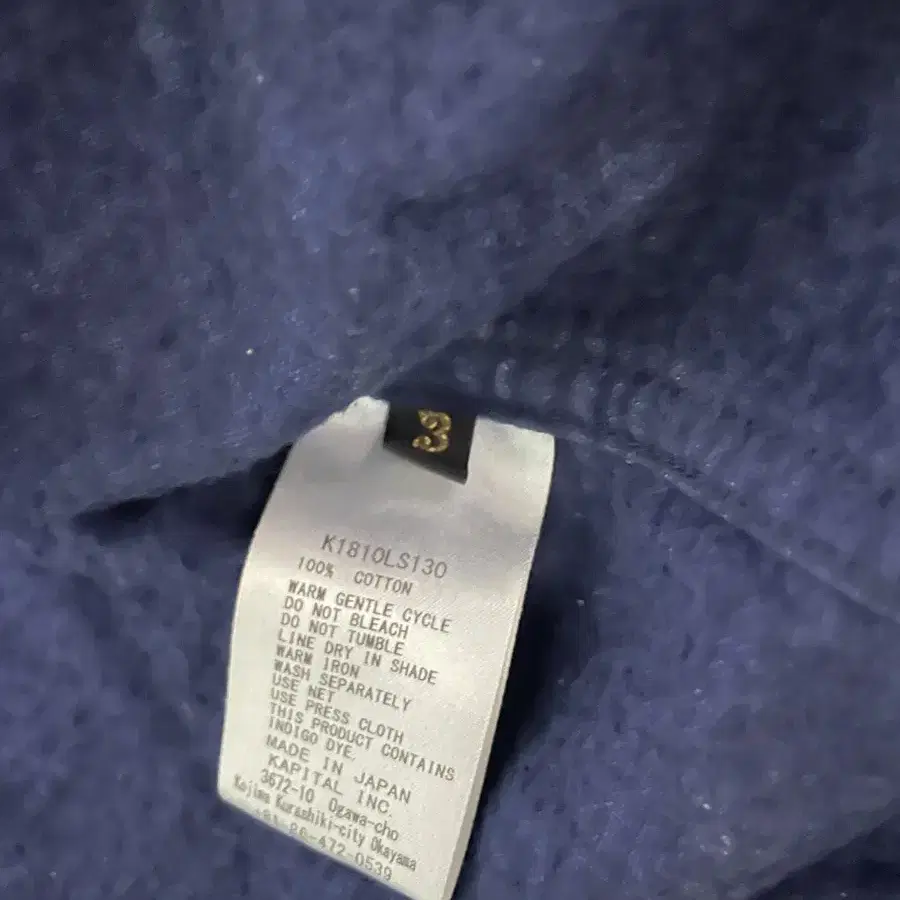 3
K1810LS130
100% COTTON
WARM GENTLE CYCLE
DO NOT BLEACH
DO NOT TUMBLE
LINE DRY IN SHADE
WARM IRON
WASH SEPARATELY
USE NET
USE PRESS CLOTH
THIS PRODUCT CONTAINS
INDIGO DYE.
MADE IN JAPAN
KAPITAL INC.
3672-10 Ogawa-cho
Kojima Kurashiki-city Okayama
+81-86-472-0539